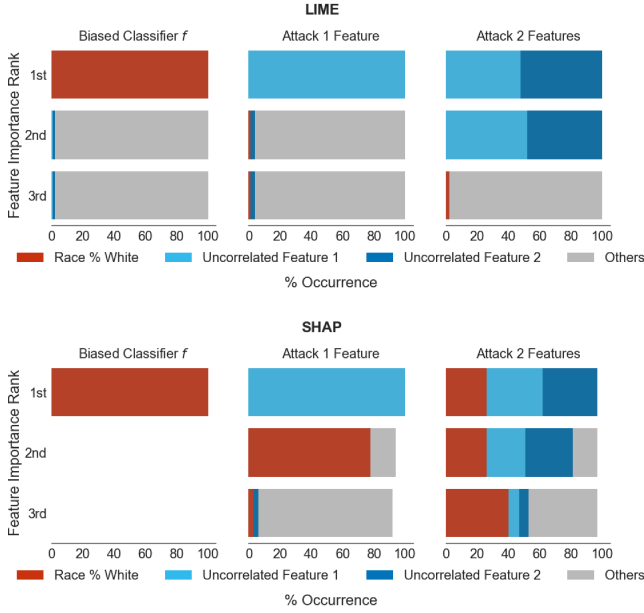 LIME
Biased Classifier f Attack 1 Feature Attack 2 Features
Feature Importance Rank
1st
2nd
3rd
0 20 40 60 80 100 0 20 40 60 80 100 0 20 40 60 80 100
Race % White Uncorrelated Feature 1 Uncorrelated Feature 2 Others
% Occurrence
SHAP
Biased Classifier f Attack 1 Feature Attack 2 Features
Feature Importance Rank
1st
2nd
3rd
0 20 40 60 80 100 0 20 40 60 80 100 0 20 40 60 80 100
Race % White Uncorrelated Feature 1 Uncorrelated Feature 2 Others
% Occurrence